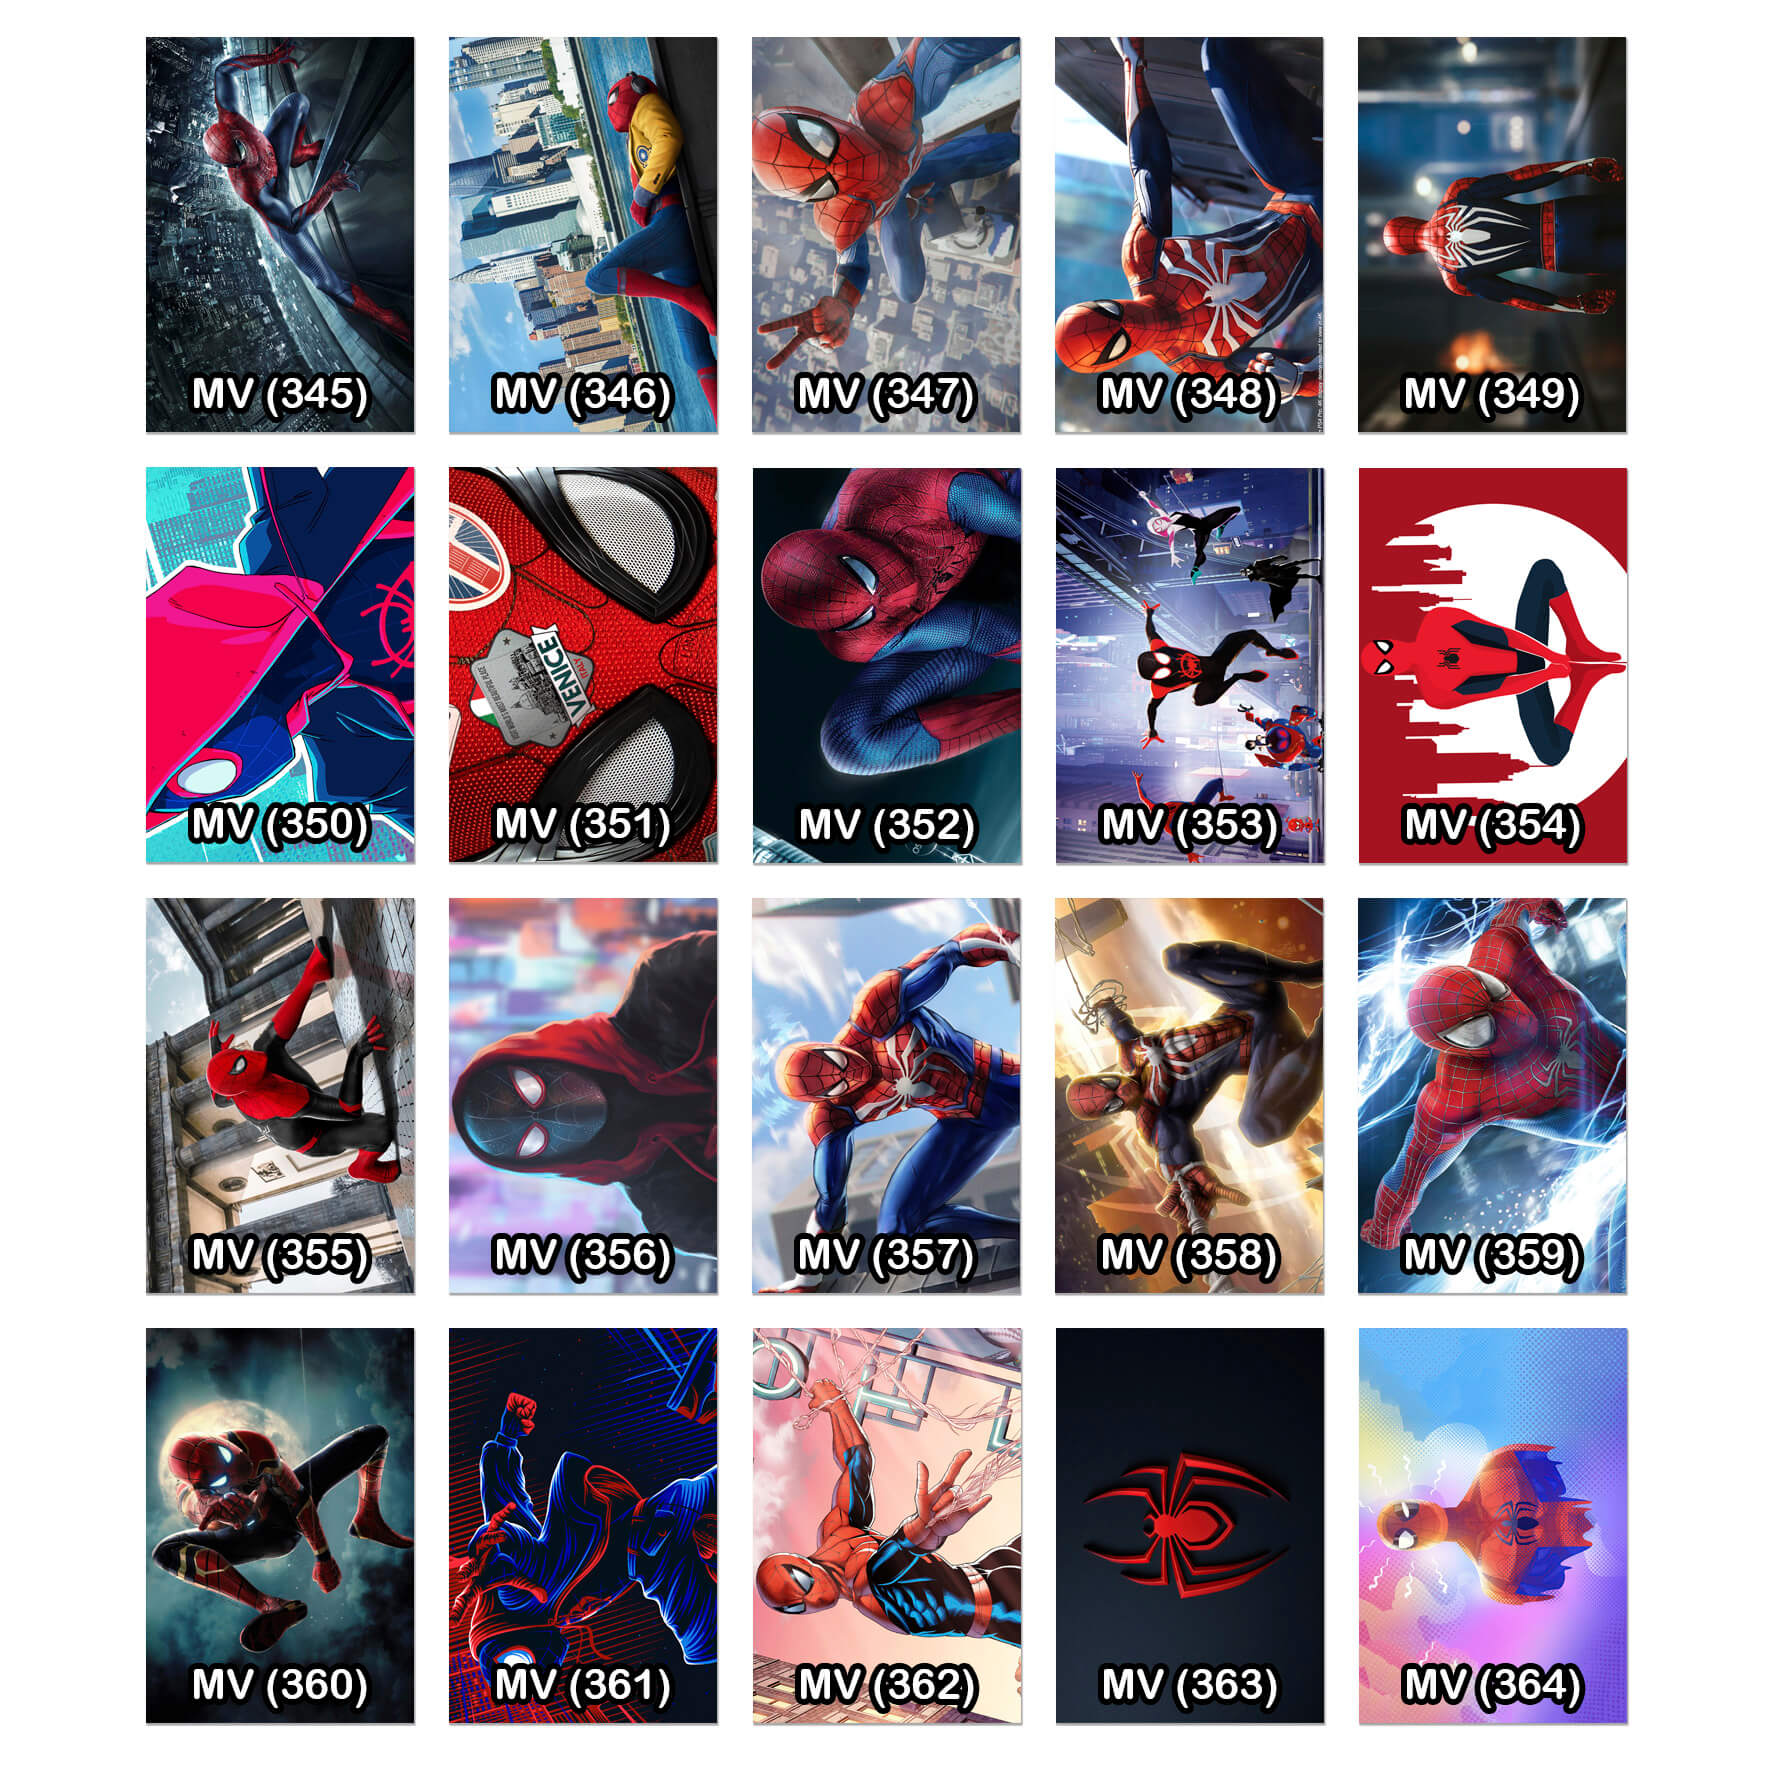 MV (345)
MV (346)
MV (347)
MV (348)
MV (349)
MV (350)
VENICE
ITALY
MV (351)
MV (352)
MV (353)
MV (354)
MV (355)
MV (356)
MV (357)
MV (358)
MV (359)
MV (360)
MV (361)
MV (362)
MV (363)
MV (364)